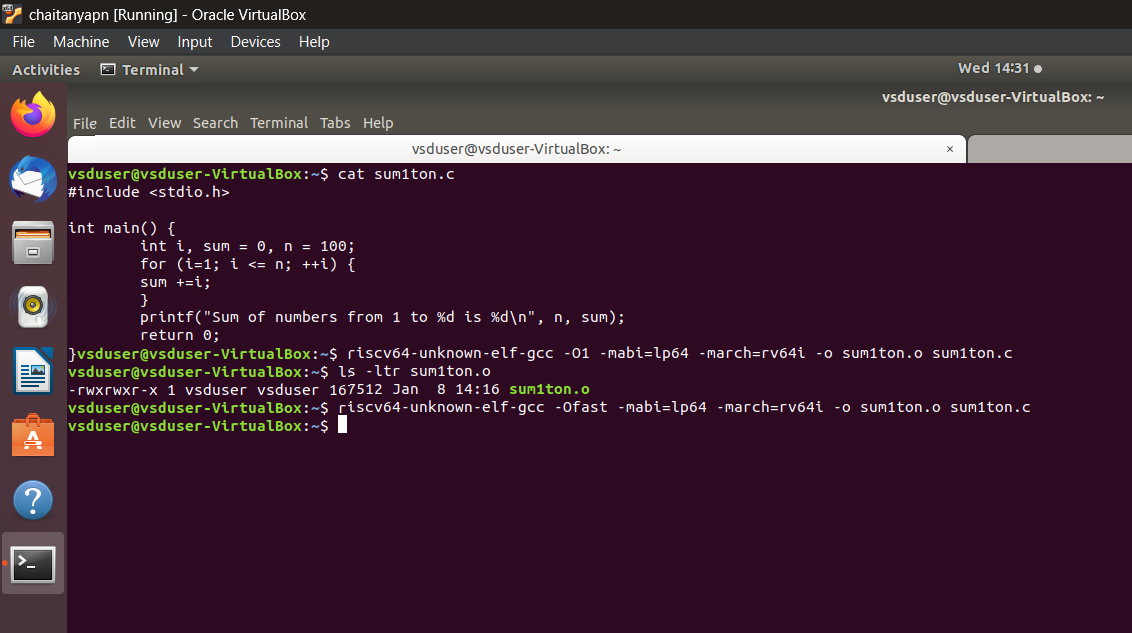 chaitanyapn [Running] - Oracle VirtualBox
File Machine View Input Devices Help
Activities Terminal Wed 14:31
vsduser@vsduser-VirtualBox: ~
File Edit View Search Terminal Tabs Help
vsduser@vsduser-VirtualBox: ~ ×
vsduser@vsduser-VirtualBox:~$ cat sum1ton.c
#include <stdio.h>
int main() {
        int i, sum = 0, n = 100;
        for (i=1; i <= n; ++i) {
        sum +=i;
        }
        printf("Sum of numbers from 1 to %d is %d\n", n, sum);
        return 0;
}vsduser@vsduser-VirtualBox:~$ riscv64-unknown-elf-gcc -O1 -mabi=lp64 -march=rv64i -o sum1ton.o sum1ton.c
vsduser@vsduser-VirtualBox:~$ ls -ltr sum1ton.o
-rwxrwxr-x 1 vsduser vsduser 167512 Jan  8 14:16 sum1ton.o
vsduser@vsduser-VirtualBox:~$ riscv64-unknown-elf-gcc -Ofast -mabi=lp64 -march=rv64i -o sum1ton.o sum1ton.c
vsduser@vsduser-VirtualBox:~$